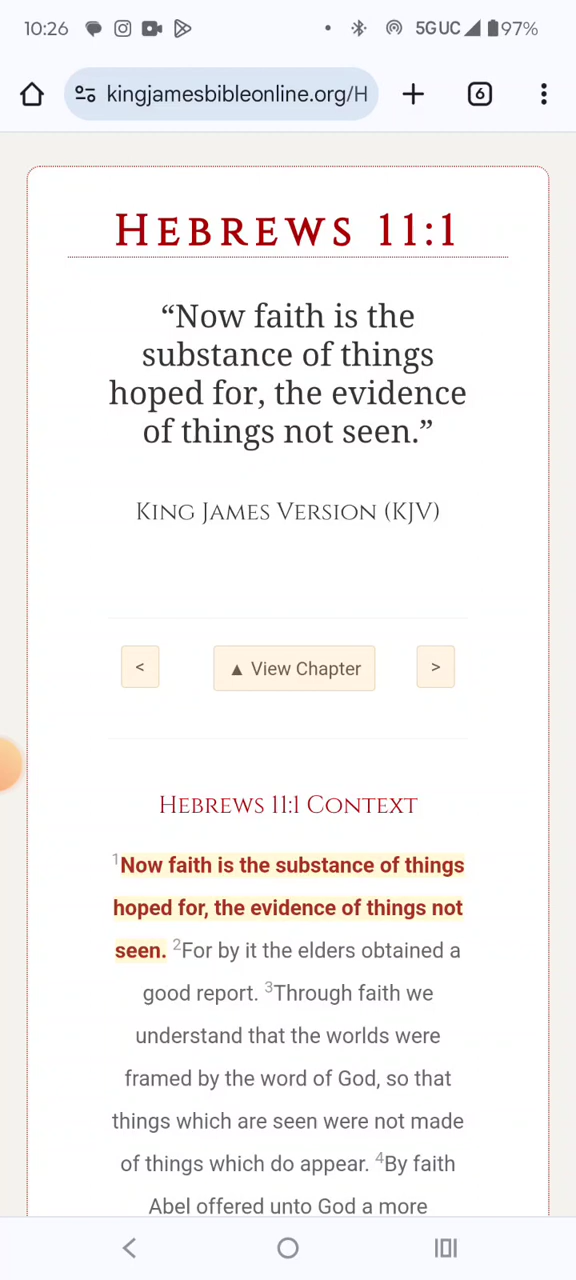 10:26
5GUC
97%
kingjamesbibleonline.org/H
6
HEBREWS 11:1
“Now faith is the
substance of things
hoped for, the evidence
of things not seen.”
KING JAMES VERSION (KJV)
<
▲ View Chapter
>
HEBREWS 11:1 CONTEXT
1Now faith is the substance of things
hoped for, the evidence of things not
seen. 2For by it the elders obtained a
good report. 3Through faith we
understand that the worlds were
framed by the word of God, so that
things which are seen were not made
of things which do appear. 4By faith
Abel offered unto God a more